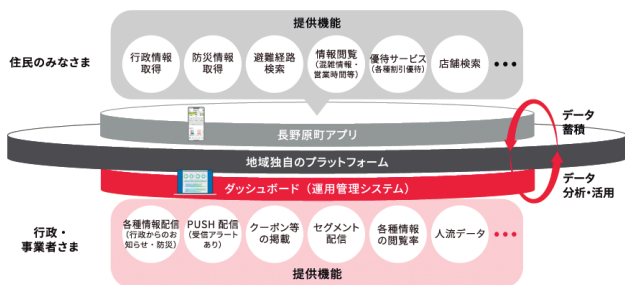 提供機能
住民のみなさま
行政情報
取得
防災情報
取得
避難経路
検索
情報閲覧
(混雑情報・
営業時間等)
優待サービス
(各種割引優待)
店舗検索
•••
長野原町アプリ
データ
蓄積
地域独自のプラットフォーム
ダッシュボード（運用管理システム）
データ
分析・活用
行政・
事業者さま
各種情報配信
(行政からのお
知らせ・防災)
PUSH 配信
(受信アラート
あり)
クーポン等
の掲載
セグメント
配信
各種情報
の閲覧率
人流データ
•••
提供機能